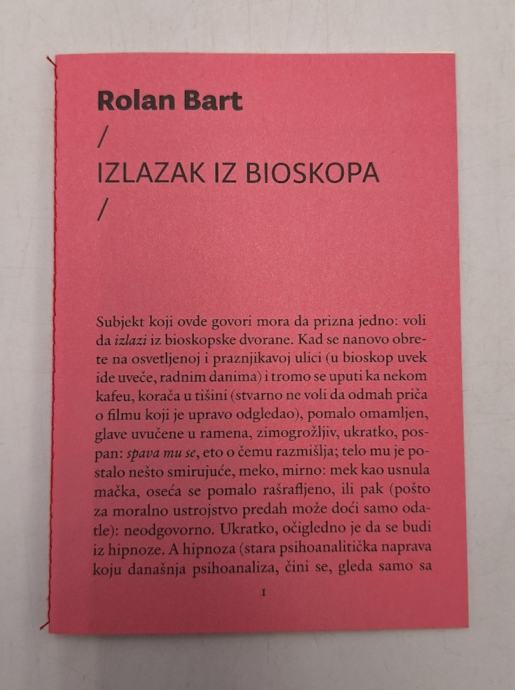 Rolan Bart
/
IZLAZAK IZ BIOSKOPA
/
Subjekt koji ovde govori mora da prizna jedno: voli
da izlazi iz bioskopske dvorane. Kad se nanovo obre-
te na osvetljenoj i praznjikavoj ulici (u bioskop uvek
ide uveče, radnim danima) i tromo se uputi ka nekom
kafeu, korača u tišini (stvarno ne voli da odmah priča
o filmu koji je upravo odgledao), pomalo omamljen,
glave uvučene u ramena, zimogrožljiv, ukratko, pos-
pan: spava mu se, eto o čemu razmišlja; telo mu je po-
stalo nešto smirujuće, meko, mirno: mek kao usnula
mačka, oseća se pomalo rašrafljeno, ili pak (pošto
za moralno ustrojstvo predah može doći samo oda-
tle): neodgovorno. Ukratko, očigledno je da se budi
iz hipnoze. A hipnoza (stara psihoanalitička naprava
koju današnja psihoanaliza, čini se, gleda samo sa
1